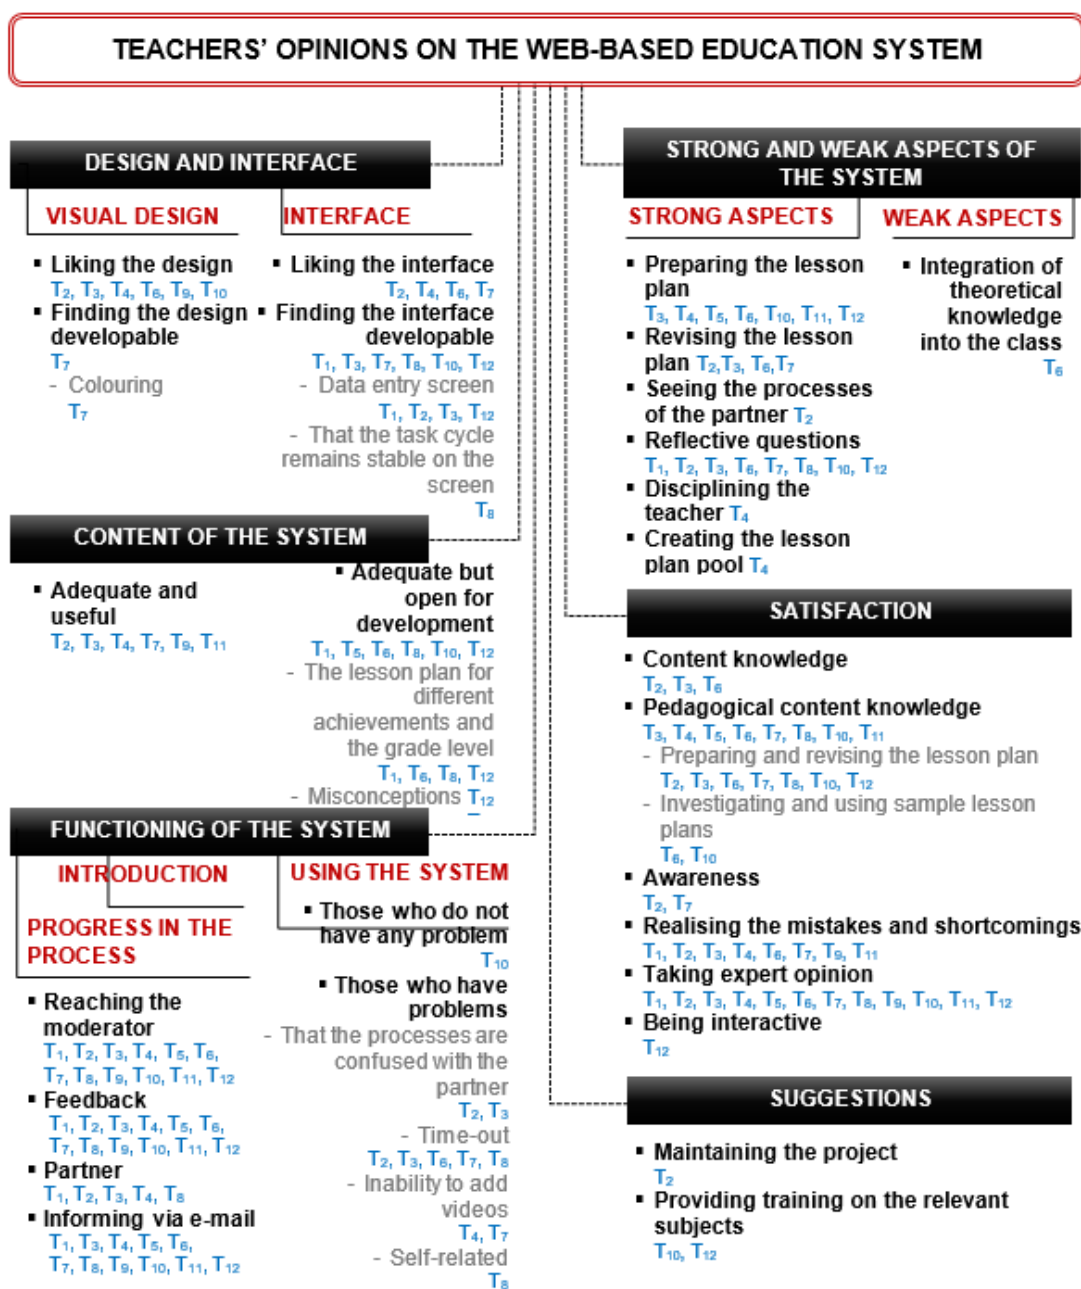 TEACHERS' OPINIONS ON THE WEB-BASED EDUCATION SYSTEM
DESIGN AND INTERFACE
VISUAL DESIGN
▪ Liking the design
T2, T3, T4, T6, T9, T10
▪ Finding the design
developable
T7
- Colouring
T7
INTERFACE
▪ Liking the interface
T2, T4, T6, T7
▪ Finding the interface
developable
T1, T3, T7, T8, T10, T12
- Data entry screen
T1, T2, T3, T12
- That the task cycle
remains stable on the
screen
T8
CONTENT OF THE SYSTEM
▪ Adequate and
useful
T2, T3, T4, T7, T9, T11
▪ Adequate but
open for
development
T1, T5, T6, T8, T10, T12
- The lesson plan for
different
achievements and
the grade level
T1, T6, T8, T12
- Misconceptions T12
FUNCTIONING OF THE SYSTEM
INTRODUCTION
PROGRESS IN THE
PROCESS
▪ Reaching the
moderator
T1, T2, T3, T4, T5, T6,
T7, T8, T9, T10, T11, T12
▪ Feedback
T1, T2, T3, T4, T5, T6,
T7, T8, T9, T10, T11, T12
▪ Partner
T1, T2, T3, T4, T8
▪ Informing via e-mail
T1, T3, T4, T5, T6,
T7, T8, T9, T10, T11, T12
USING THE SYSTEM
▪ Those who do not
have any problem
T10
▪ Those who have
problems
- That the processes are
confused with the
partner
T2, T3
- Time-out
T2, T3, T6, T7, T8
- Inability to add
videos
T4, T7
- Self-related
T8
STRONG AND WEAK ASPECTS OF
THE SYSTEM
STRONG ASPECTS
▪ Preparing the lesson
plan
T3, T4, T5, T6, T10, T11, T12
▪ Revising the lesson
plan T2,T3, T6,T7
▪ Seeing the processes
of the partner T2
▪ Reflective questions
T1, T2, T3, T6, T7, T8, T10, T12
▪ Disciplining the
teacher T4
▪ Creating the lesson
plan pool T4
WEAK ASPECTS
▪ Integration of
theoretical
knowledge
into the class
T6
SATISFACTION
▪ Content knowledge
T2, T3, T6
▪ Pedagogical content knowledge
T3, T4, T5, T6, T7, T8, T10, T11
- Preparing and revising the lesson plan
T2, T3, T6, T7, T8, T10, T12
- Investigating and using sample lesson
plans
T6, T10
▪ Awareness
T2, T7
▪ Realising the mistakes and shortcomings
T1, T2, T3, T4, T6, T7, T9, T11
▪ Taking expert opinion
T1, T2, T3, T4, T5, T6, T7, T8, T9, T10, T11, T12
▪ Being interactive
T12
SUGGESTIONS
▪ Maintaining the project
T2
▪ Providing training on the relevant
subjects
T10, T12